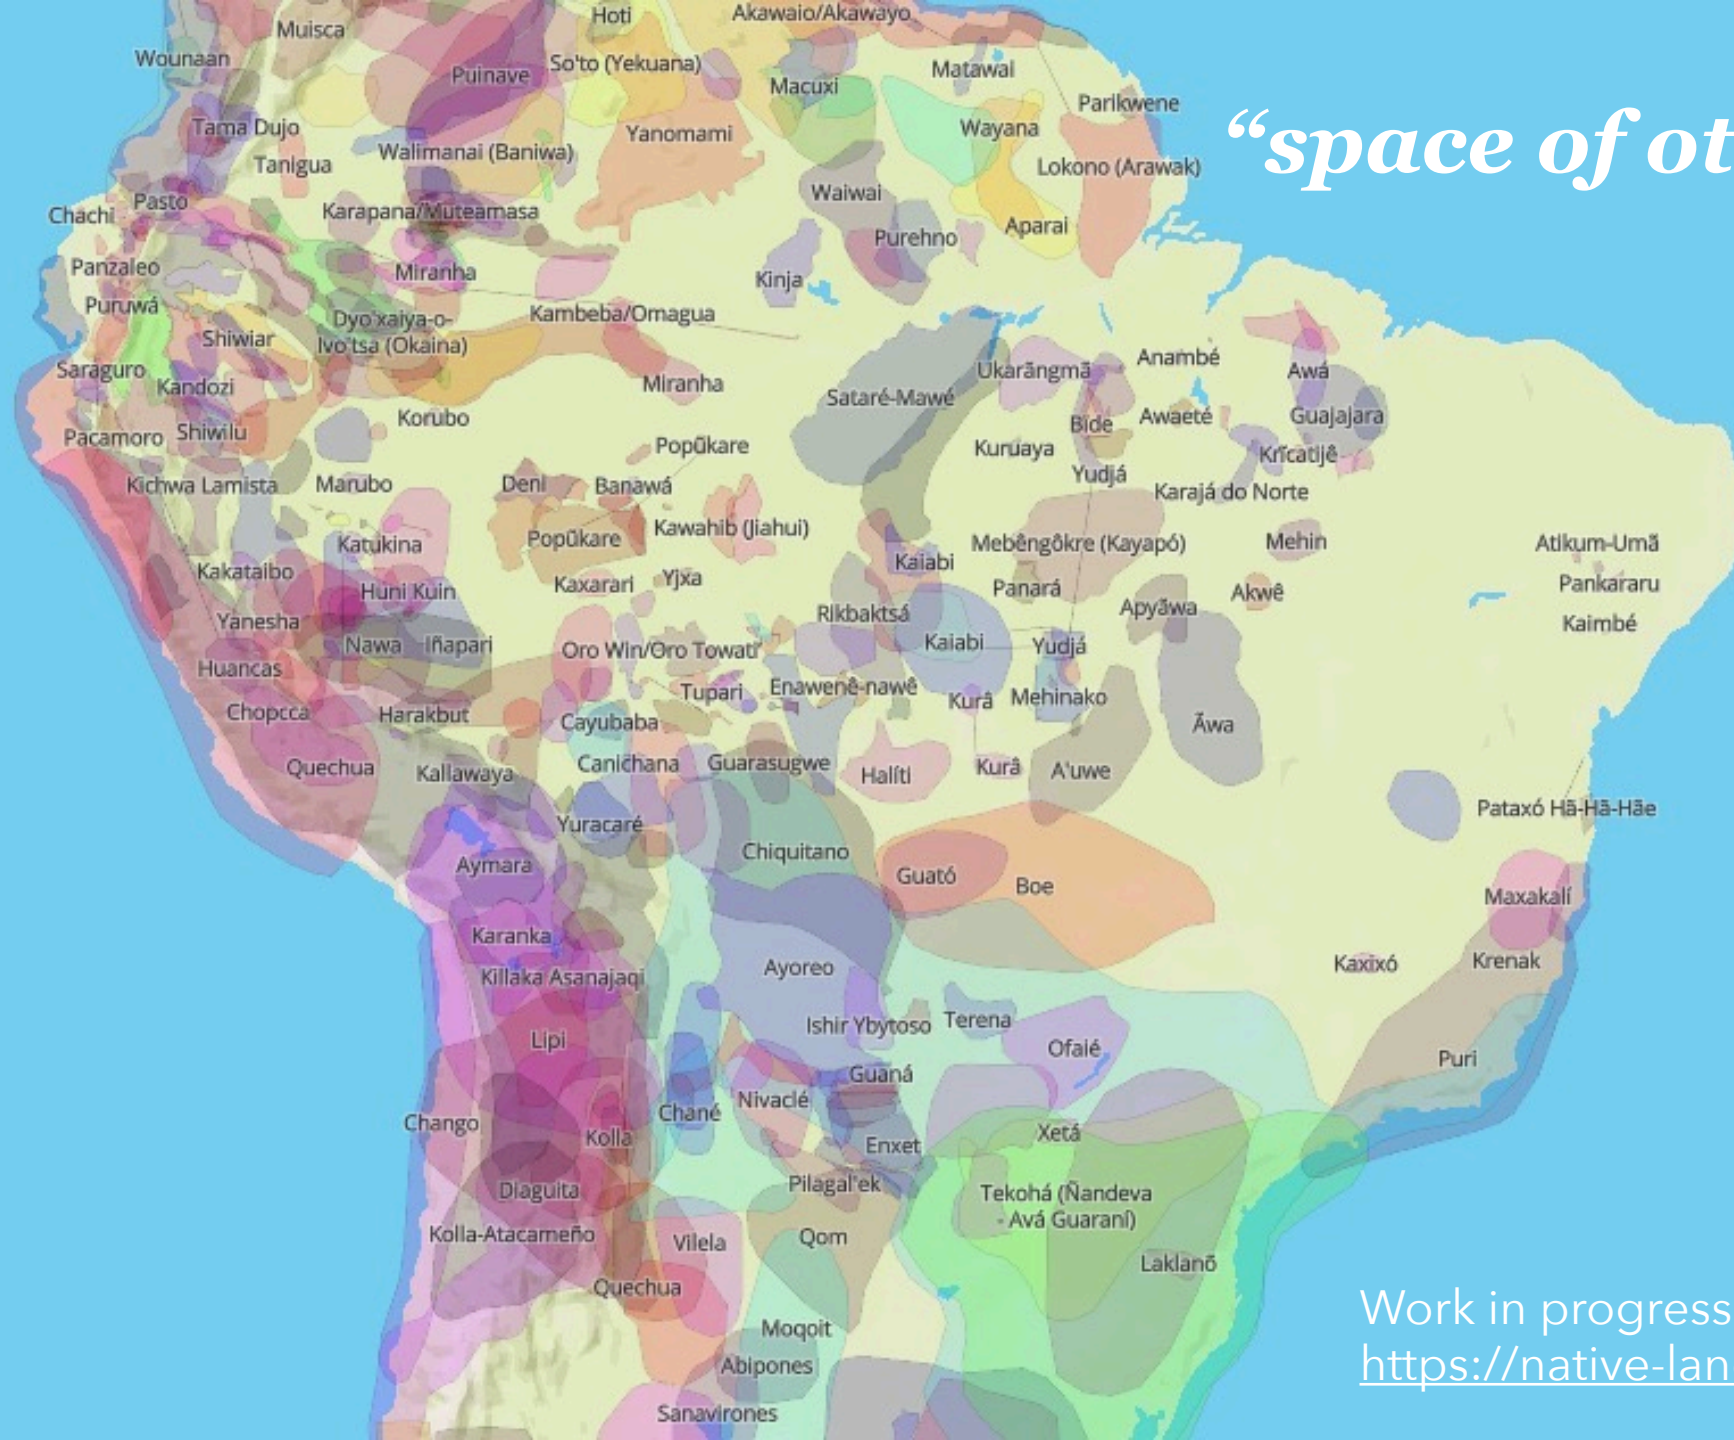 Hoti
Akawaio/Akawayo
Muisca
Wounaan
Puinave
So'to (Yekuana)
Macuxi
Matawai
Parikwene
“space of ot
Tama Dujo
Tanigua
Walimanai (Baniwa)
Yanomami
Wayana
Lokono (Arawak)
Chachi
Pasto
Karapana/Muteamasa
Waiwai
Purehno
Aparai
Panzaleo
Miranha
Kinja
Puruwá
Shiwiar
Dyo'xaiya-o-
Ivo'tsa (Okaina)
Kambeba/Omagua
Saraguro
Kandozi
Miranha
Sataré-Mawé
Ukarãngmã
Anambé
Awá
Pacamoro
Shiwilu
Korubo
Popũkare
Kuruaya
Bïde
Awaeté
Guajajara
Krĩcatijê
Kichwa Lamista
Marubo
Deni
Banawá
Yudjá
Karajá do Norte
Katukina
Popũkare
Kawahib (Jiahui)
Kaiabi
Mebêngôkre (Kayapó)
Mehin
Atikum-Umã
Kakataibo
Huni Kuin
Kaxarari
Yjxa
Panará
Apyãwa
Akwê
Pankararu
Yanesha
Rikbaktsá
Kaimbé
Nawa
Iñapari
Oro Win/Oro Towati'
Kaiabi
Yudjá
Huancas
Tupari
Enawenê-nawê
Kurâ
Mehinako
Chopcca
Harakbut
Cayubaba
Ãwa
Quechua
Kallawaya
Canichana
Guarasugwe
Halíti
Kurâ
A'uwe
Yuracaré
Pataxó Hã-Hã-Hãe
Aymara
Chiquitano
Guató
Boe
Maxakalí
Karanka
Killaka Asanajaqi
Ayoreo
Kaxixó
Krenak
Lipi
Ishir Ybytoso
Terena
Ofaié
Puri
Guaná
Chango
Kolla
Chané
Nivaclé
Enxet
Xetá
Diaguita
Pilagal'ek
Tekohá (Ñandeva
- Avá Guaraní)
Kolla-Atacameño
Vilela
Qom
Laklanõ
Quechua
Moqoit
Abipones
Sanavirones
Work in progress
https://native-lan